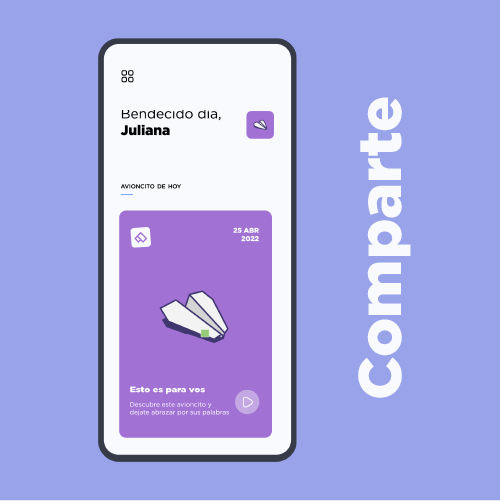 Bendecido día,
Juliana
AVIONCITO DE HOY
25 ABR
2022
Esto es para vos
Descubre este avioncito y
dejate abrazar por sus palabras
Comparte